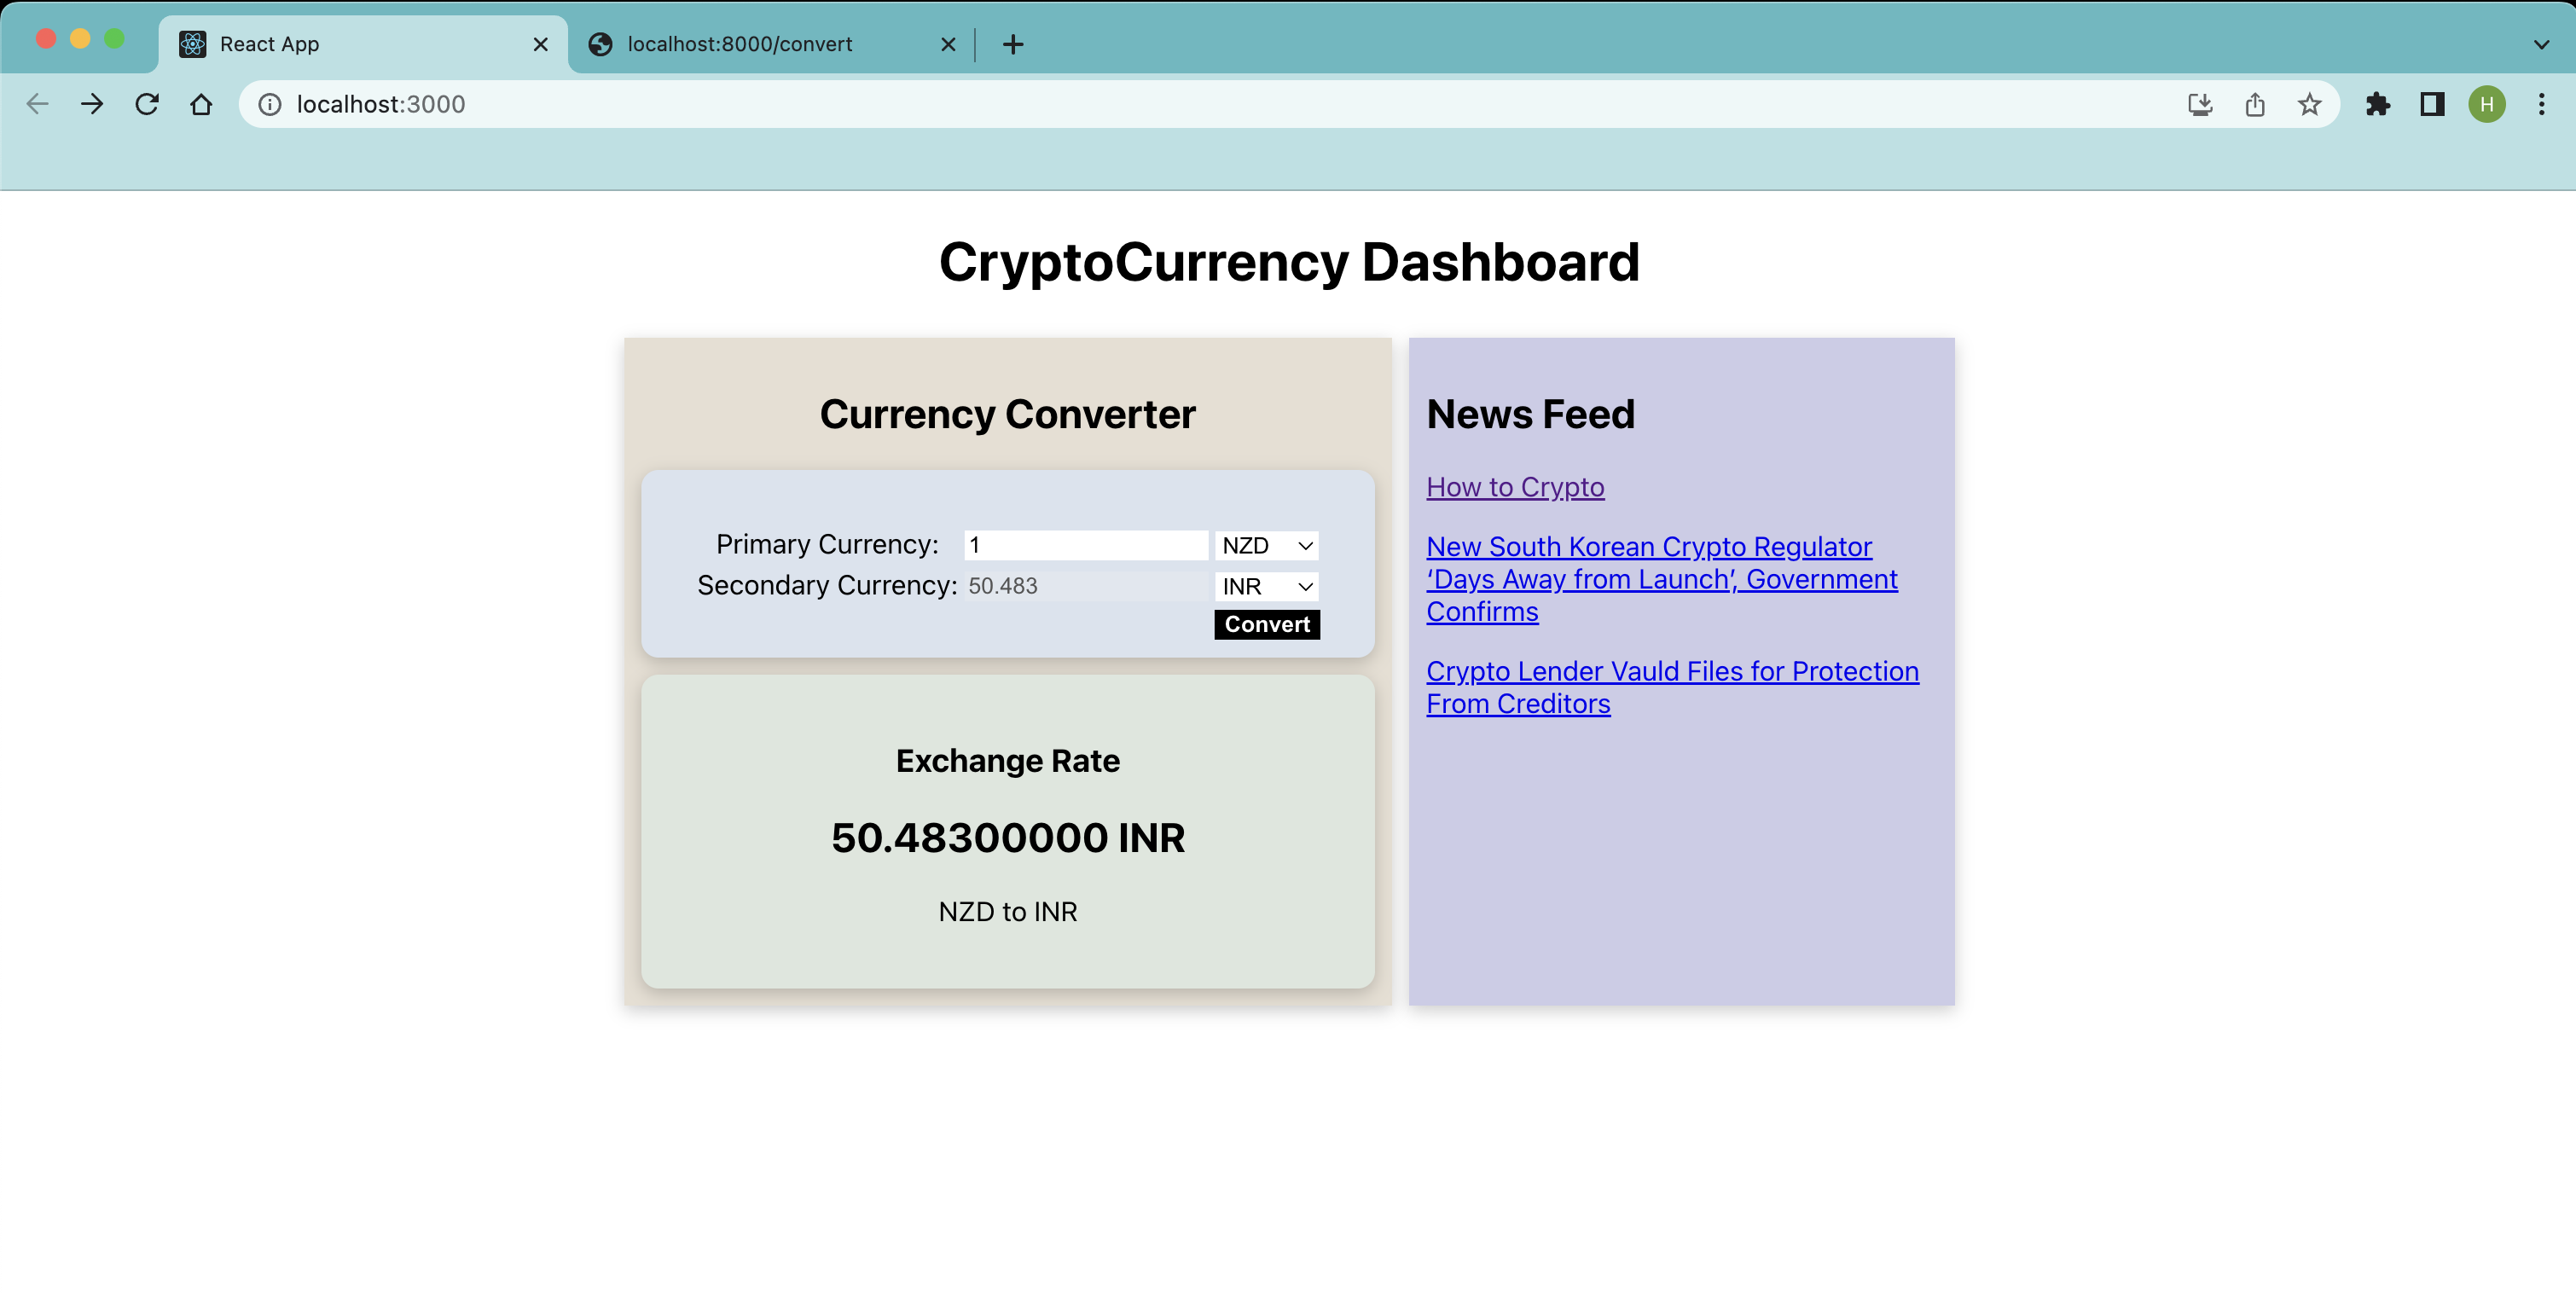 React App
localhost:8000/convert
localhost:3000
H
CryptoCurrency Dashboard
Currency Converter
Primary Currency: 1 NZD
Secondary Currency: 50.483 INR
Convert
Exchange Rate
50.48300000 INR
NZD to INR
News Feed
How to Crypto
New South Korean Crypto Regulator
‘Days Away from Launch’, Government
Confirms
Crypto Lender Vauld Files for Protection
From Creditors